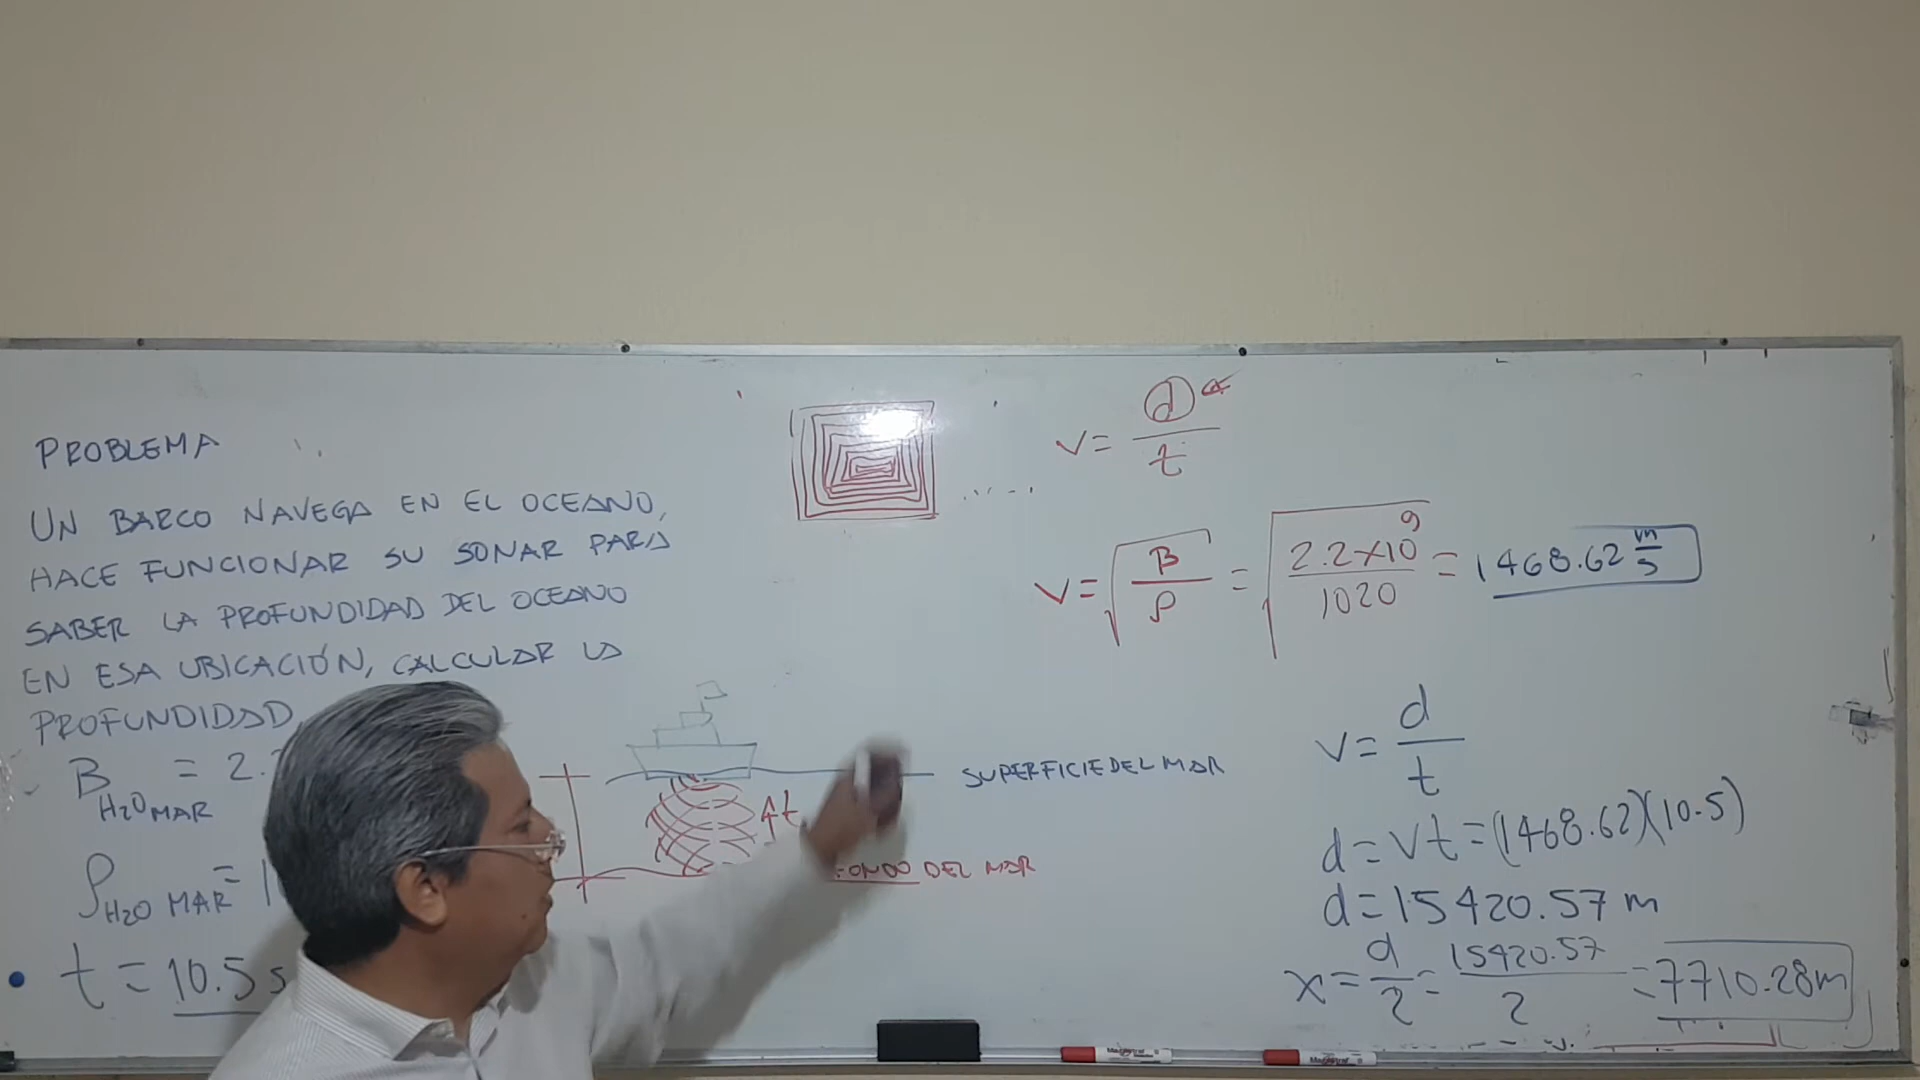 PROBLEMA
UN BARCO NAVEGA EN EL OCEANO,
HACE FUNCIONAR SU SONAR PARA
SABER LA PROFUNDIDAD DEL OCEANO
EN ESA UBICACIÓN, CALCULAR LA
PROFUNDIDAD
B H2O MAR = 2.
ρ H2O MAR = 1
t = 10.5 s
SUPERFICIE DEL MAR
FONDO DEL MAR
v = d / t
v = √(B / ρ) = √(2.2×10⁹ / 1020) = 1468.62 m/s
v = d / t
d = vt = (1468.62)(10.5)
d = 15420.57 m
x = d / 2 = 15420.57 / 2 = 7710.28 m